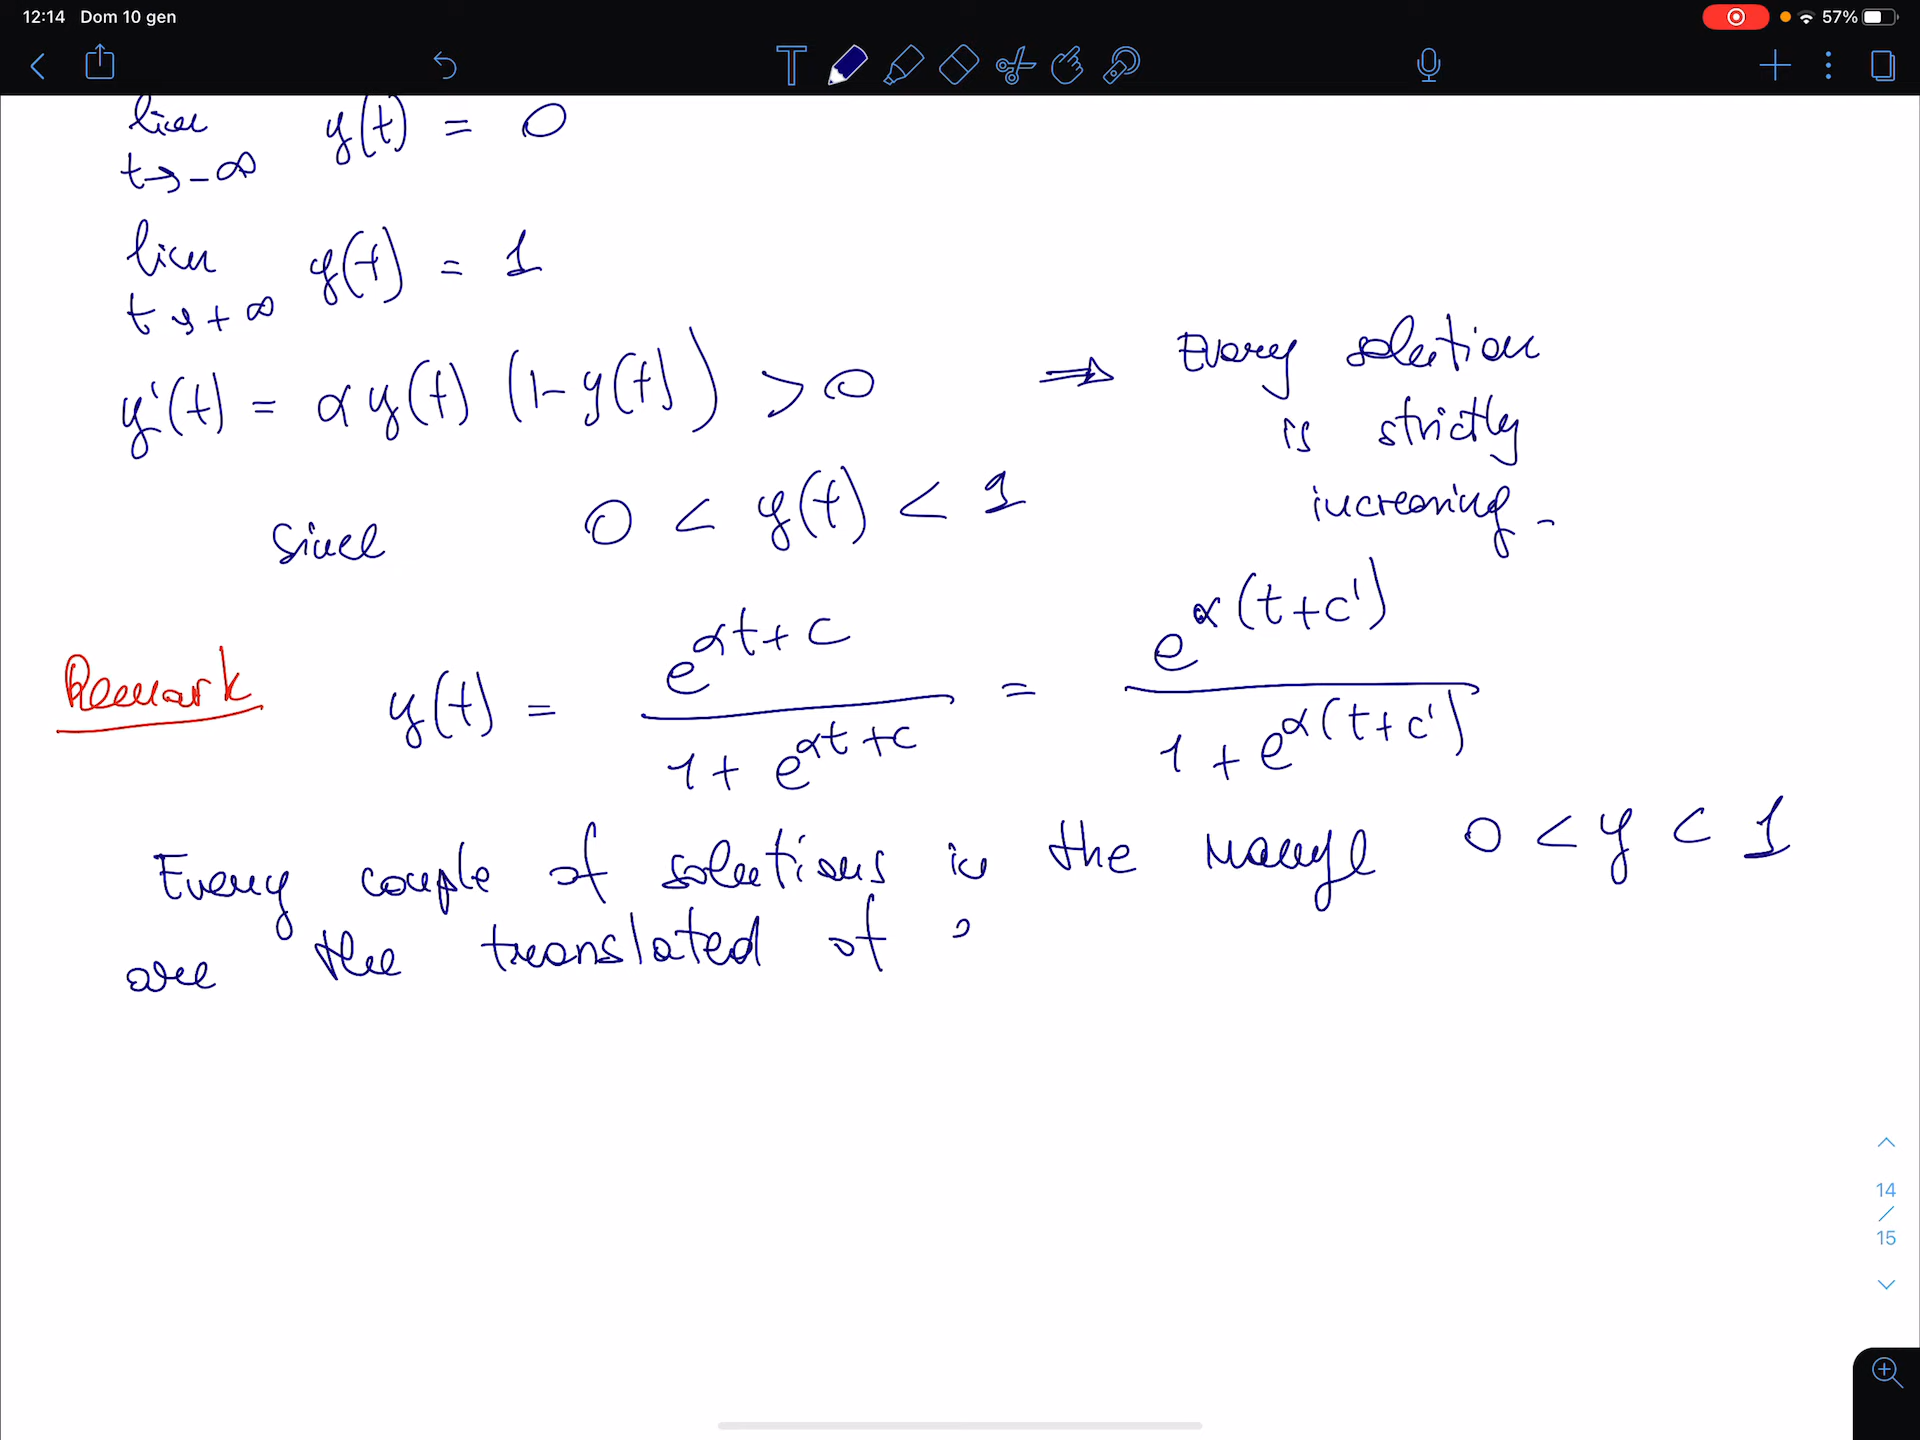 12:14 Dom 10 gen 57%
lim y(t) = 0
t→-∞
lim y(t) = 1
t→+∞
y'(t) = α y(t) (1-y(t)) > 0 ⇒ Every solution
is strictly
increasing.
since 0 < y(t) < 1
Remark y(t) = e^{αt+c} / (1 + e^{αt+c}) = e^{α(t+c')} / (1 + e^{α(t+c')})
Every couple of solutions in the range 0 < y < 1
are the translated of
14
/
15